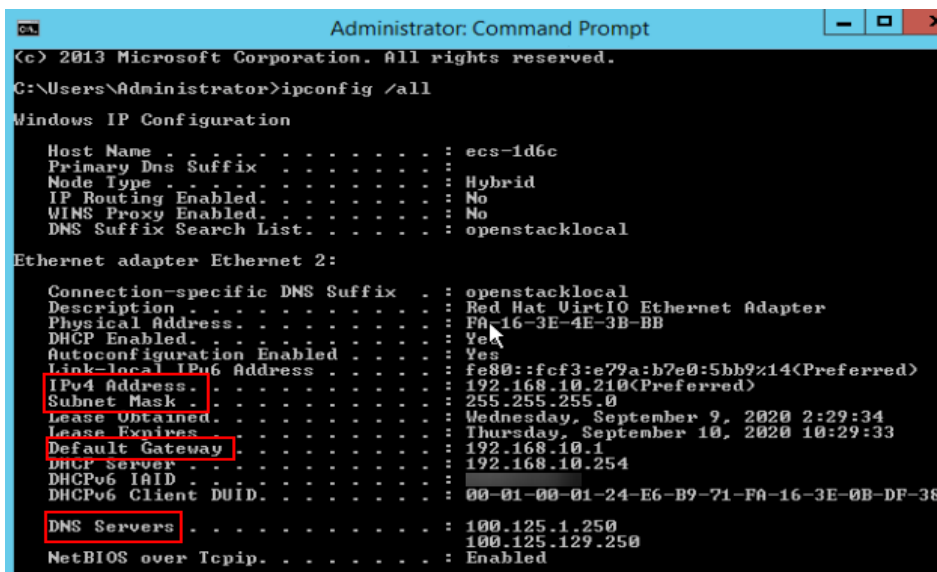 Administrator: Command Prompt
(c) 2013 Microsoft Corporation. All rights reserved.
C:\Users\Administrator>ipconfig /all
Windows IP Configuration
Host Name . . . . . . . . . . . . : ecs-1d6c
Primary Dns Suffix  . . . . . . . :
Node Type . . . . . . . . . . . . : Hybrid
IP Routing Enabled. . . . . . . . : No
WINS Proxy Enabled. . . . . . . . : No
DNS Suffix Search List. . . . . . : openstacklocal
Ethernet adapter Ethernet 2:
Connection-specific DNS Suffix  . : openstacklocal
Description . . . . . . . . . . . : Red Hat VirtIO Ethernet Adapter
Physical Address. . . . . . . . . : FA-16-3E-4E-3B-BB
DHCP Enabled. . . . . . . . . . . : Yes
Autoconfiguration Enabled . . . . : Yes
Link-local IPv6 Address . . . . . : fe80::fcf3:e79a:b7e0:5bb9%14(Preferred)
IPv4 Address. . . . . . . . . . . : 192.168.10.210(Preferred)
Subnet Mask . . . . . . . . . . . : 255.255.255.0
Lease Obtained. . . . . . . . . . : Wednesday, September 9, 2020 2:29:34
Lease Expires . . . . . . . . . . : Thursday, September 10, 2020 10:29:33
Default Gateway . . . . . . . . . : 192.168.10.1
DHCP Server . . . . . . . . . . . : 192.168.10.254
DHCPv6 IAID . . . . . . . . . . . :
DHCPv6 Client DUID. . . . . . . . : 00-01-00-01-24-E6-B9-71-FA-16-3E-0B-DF-38
DNS Servers . . . . . . . . . . . : 100.125.1.250
100.125.129.250
NetBIOS over Tcpip. . . . . . . . : Enabled